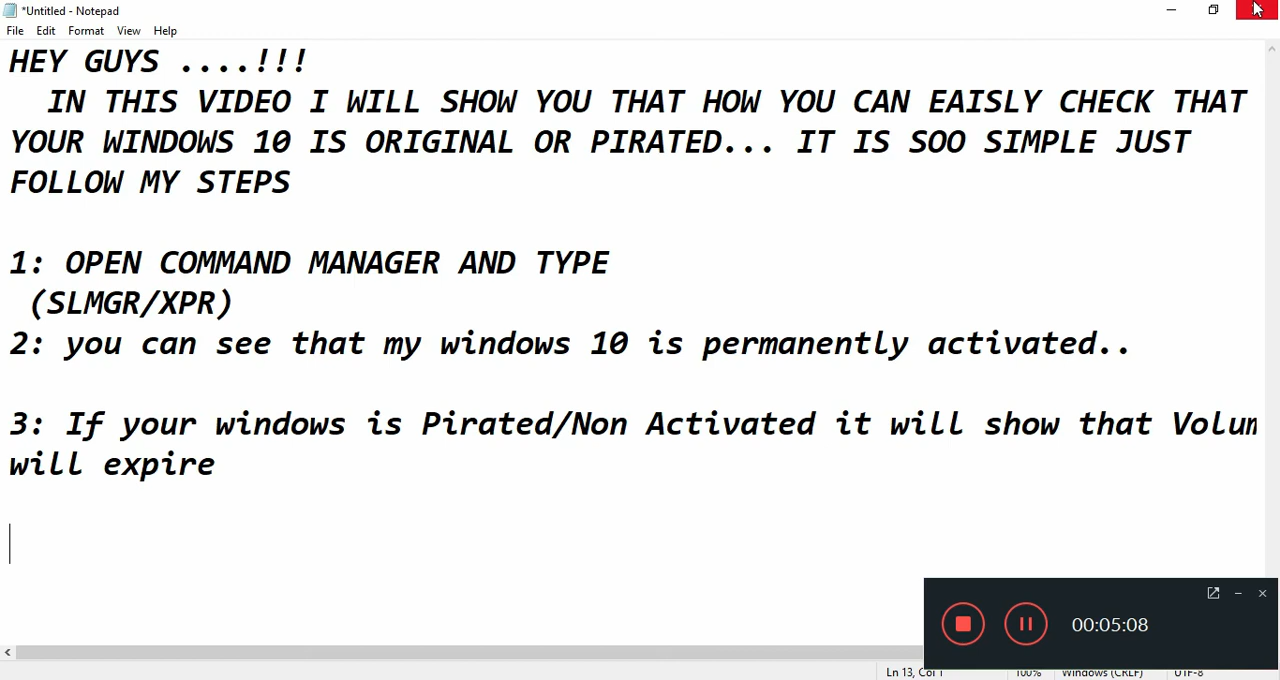 *Untitled - Notepad
File Edit Format View Help
HEY GUYS ....!!!
IN THIS VIDEO I WILL SHOW YOU THAT HOW YOU CAN EAISLY CHECK THAT
YOUR WINDOWS 10 IS ORIGINAL OR PIRATED... IT IS SOO SIMPLE JUST
FOLLOW MY STEPS
1: OPEN COMMAND MANAGER AND TYPE
(SLMGR/XPR)
2: you can see that my windows 10 is permanently activated..
3: If your windows is Pirated/Non Activated it will show that Volum
will expire
00:05:08
Ln 13, Col 1 100% Windows (CRLF) UTF-8